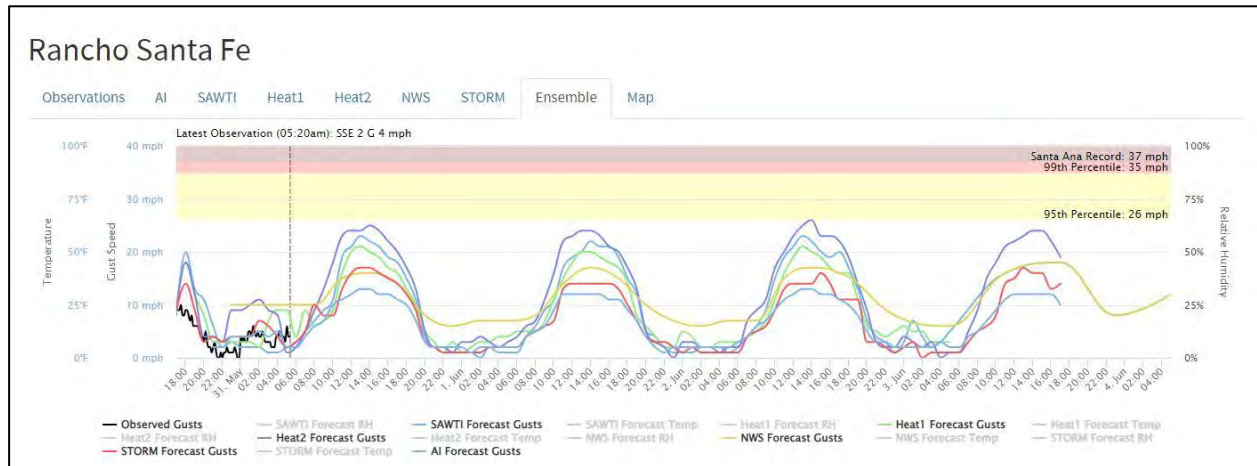 Rancho Santa Fe
Observations AI SAWTI Heat1 Heat2 NWS STORM Ensemble Map
Latest Observation (05:20am): SSE 2 G 4 mph
100°F 40 mph 100%
Santa Ana Record: 37 mph
99th Percentile: 35 mph
75°F 30 mph 75%
95th Percentile: 26 mph
Temperature
Gust Speed
Relative Humidity
50°F 20 mph 50%
25°F 10 mph 25%
0°F 0 mph 0%
18:00 20:00 22:00 31. May 02:00 04:00 06:00 08:00 10:00 12:00 14:00 16:00 18:00 20:00 22:00 1. Jun 02:00 04:00 06:00 08:00 10:00 12:00 14:00 16:00 18:00 20:00 22:00 2. Jun 02:00 04:00 06:00 08:00 10:00 12:00 14:00 16:00 18:00 20:00 22:00 3. Jun 02:00 04:00 06:00 08:00 10:00 12:00 14:00 16:00 18:00 20:00 22:00 4. Jun 02:00 04:00
Observed Gusts SAWTI Forecast RH SAWTI Forecast Gusts SAWTI Forecast Temp Heat1 Forecast RH Heat1 Forecast Gusts Heat1 Forecast Temp
Heat2 Forecast RH Heat2 Forecast Gusts Heat2 Forecast Temp NWS Forecast RH NWS Forecast Gusts NWS Forecast Temp STORM Forecast RH
STORM Forecast Gusts STORM Forecast Temp AI Forecast Gusts